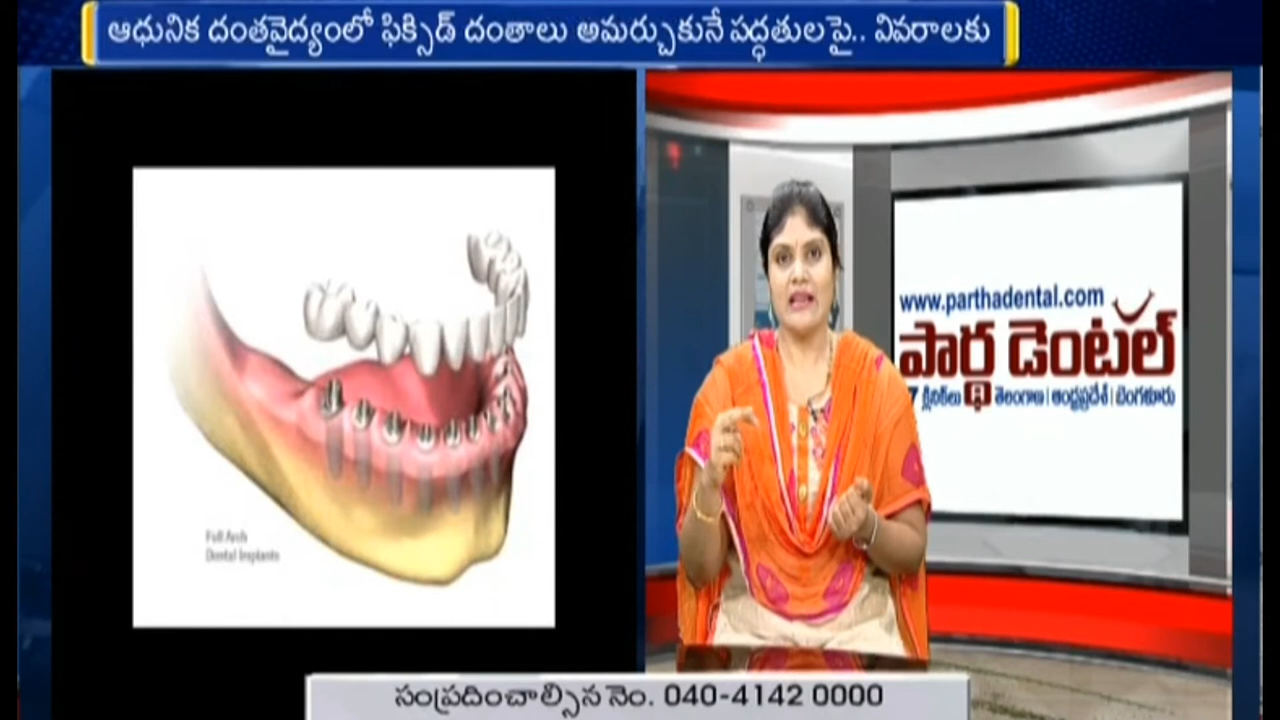 ఆధునిక దంతవైద్యంలో ఫిక్సిడ్ దంతాలు అమర్చుకునే పద్ధతులపై.. వివరాలకు
Full Arch
Dental Implants
www.parthadental.com
పార్థ డెంటల్
7 క్లినిక్‌లు తెలంగాణ | ఆంధ్రప్రదేశ్ | బెంగళూరు
సంప్రదించాల్సిన నెం. 040-4142 0000